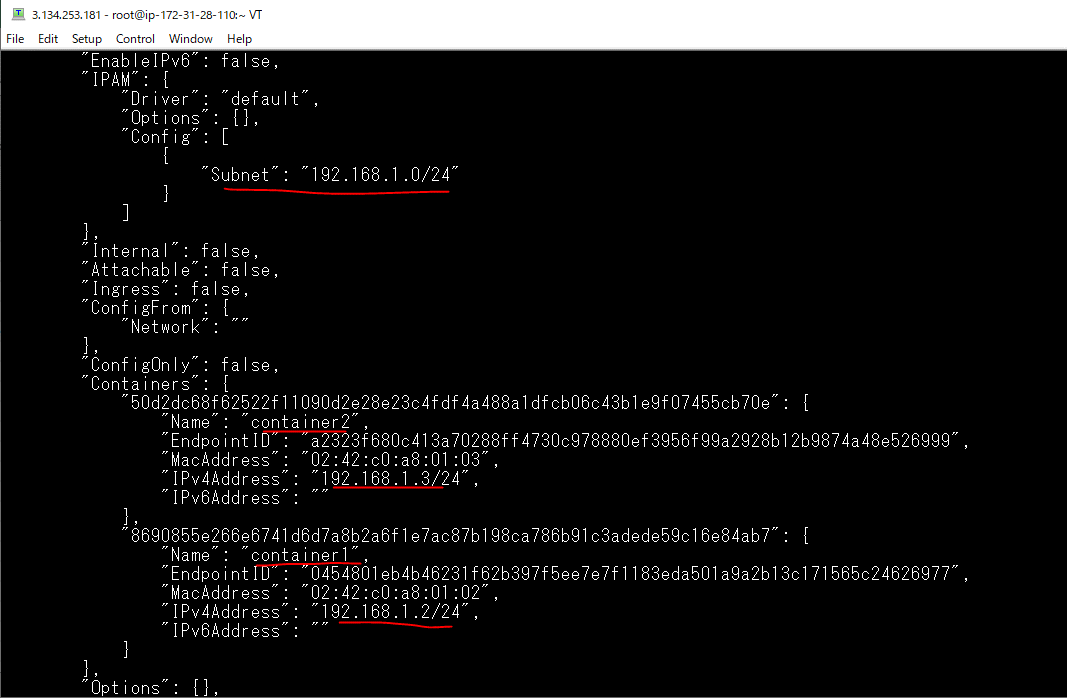 3.134.253.181 - root@ip-172-31-28-110:~ VT
File Edit Setup Control Window Help
"EnableIPv6": false,
"IPAM": {
"Driver": "default",
"Options": {},
"Config": [
{
"Subnet": "192.168.1.0/24"
}
]
},
"Internal": false,
"Attachable": false,
"Ingress": false,
"ConfigFrom": {
"Network": ""
},
"ConfigOnly": false,
"Containers": {
"50d2dc68f62522f11090d2e28e23c4fdf4a488a1dfcb06c43b1e9f07455cb70e": {
"Name": "container2",
"EndpointID": "a2323f680c413a70288ff4730c978880ef3956f99a2928b12b9874a48e526999",
"MacAddress": "02:42:c0:a8:01:03",
"IPv4Address": "192.168.1.3/24",
"IPv6Address": ""
},
"8690855e266e6741d6d7a8b2a6f1e7ac87b198ca786b91c3adede59c16e84ab7": {
"Name": "container1",
"EndpointID": "0454801eb4b46231f62b397f5ee7e7f1183eda501a9a2b13c171565c24626977",
"MacAddress": "02:42:c0:a8:01:02",
"IPv4Address": "192.168.1.2/24",
"IPv6Address": ""
}
},
"Options": {},